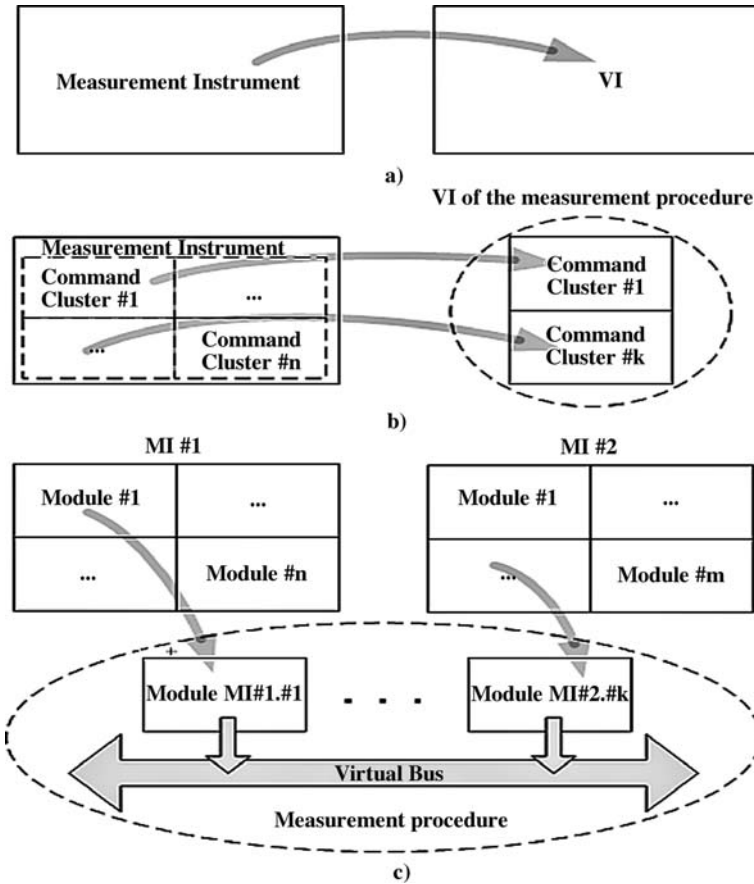 Measurement Instrument
VI
a)
VI of the measurement procedure
Measurement Instrument
Command
Cluster #1
...
...
Command
Cluster #n
Command
Cluster #1
Command
Cluster #k
b)
MI #1
MI #2
Module #1
...
...
Module #n
Module #1
...
...
Module #m
+
Module MI#1.#1
. . .
Module MI#2.#k
Virtual Bus
Measurement procedure
c)